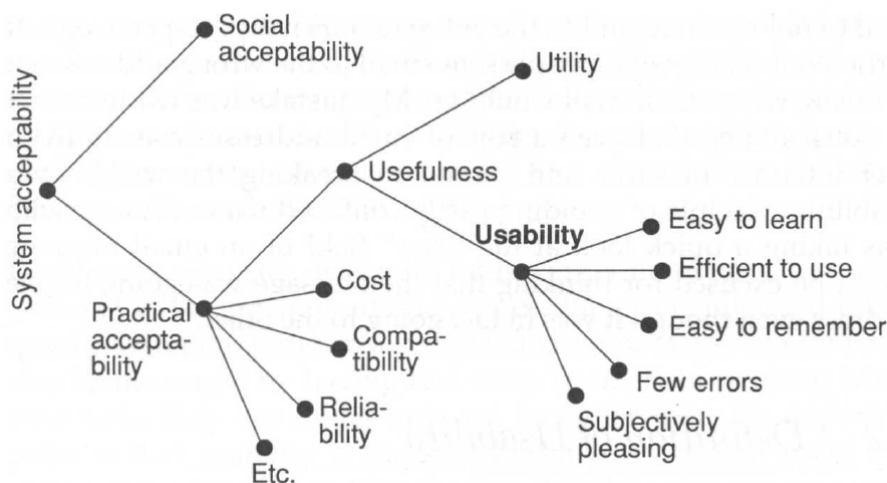 Social
acceptability
Utility
System acceptability
Usefulness
Usability
Easy to learn
Efficient to use
Easy to remember
Few errors
Subjectively
pleasing
Practical
accepta-
bility
Cost
Compa-
tibility
Relia-
bility
Etc.